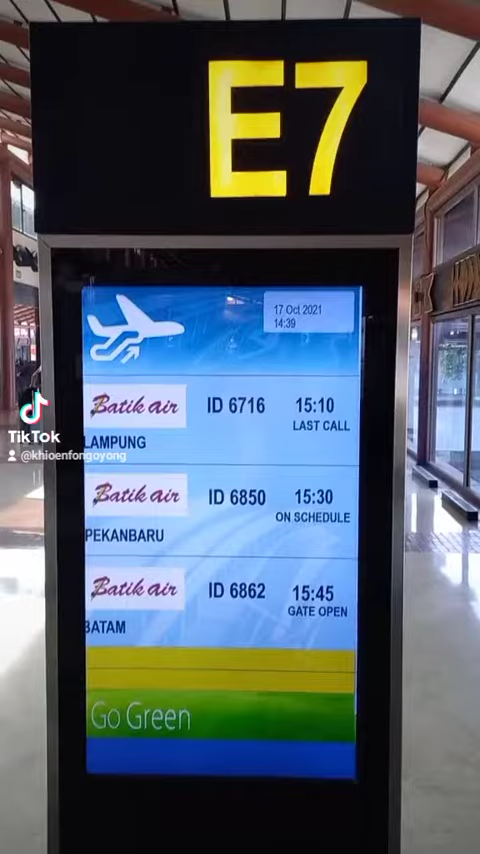 E7
17 Oct 2021
14:39
Batik air ID 6716 15:10
LAST CALL
LAMPUNG
TikTok
@khioenfongoyong
Batik air ID 6850 15:30
ON SCHEDULE
PEKANBARU
Batik air ID 6862 15:45
GATE OPEN
BATAM
Go Green